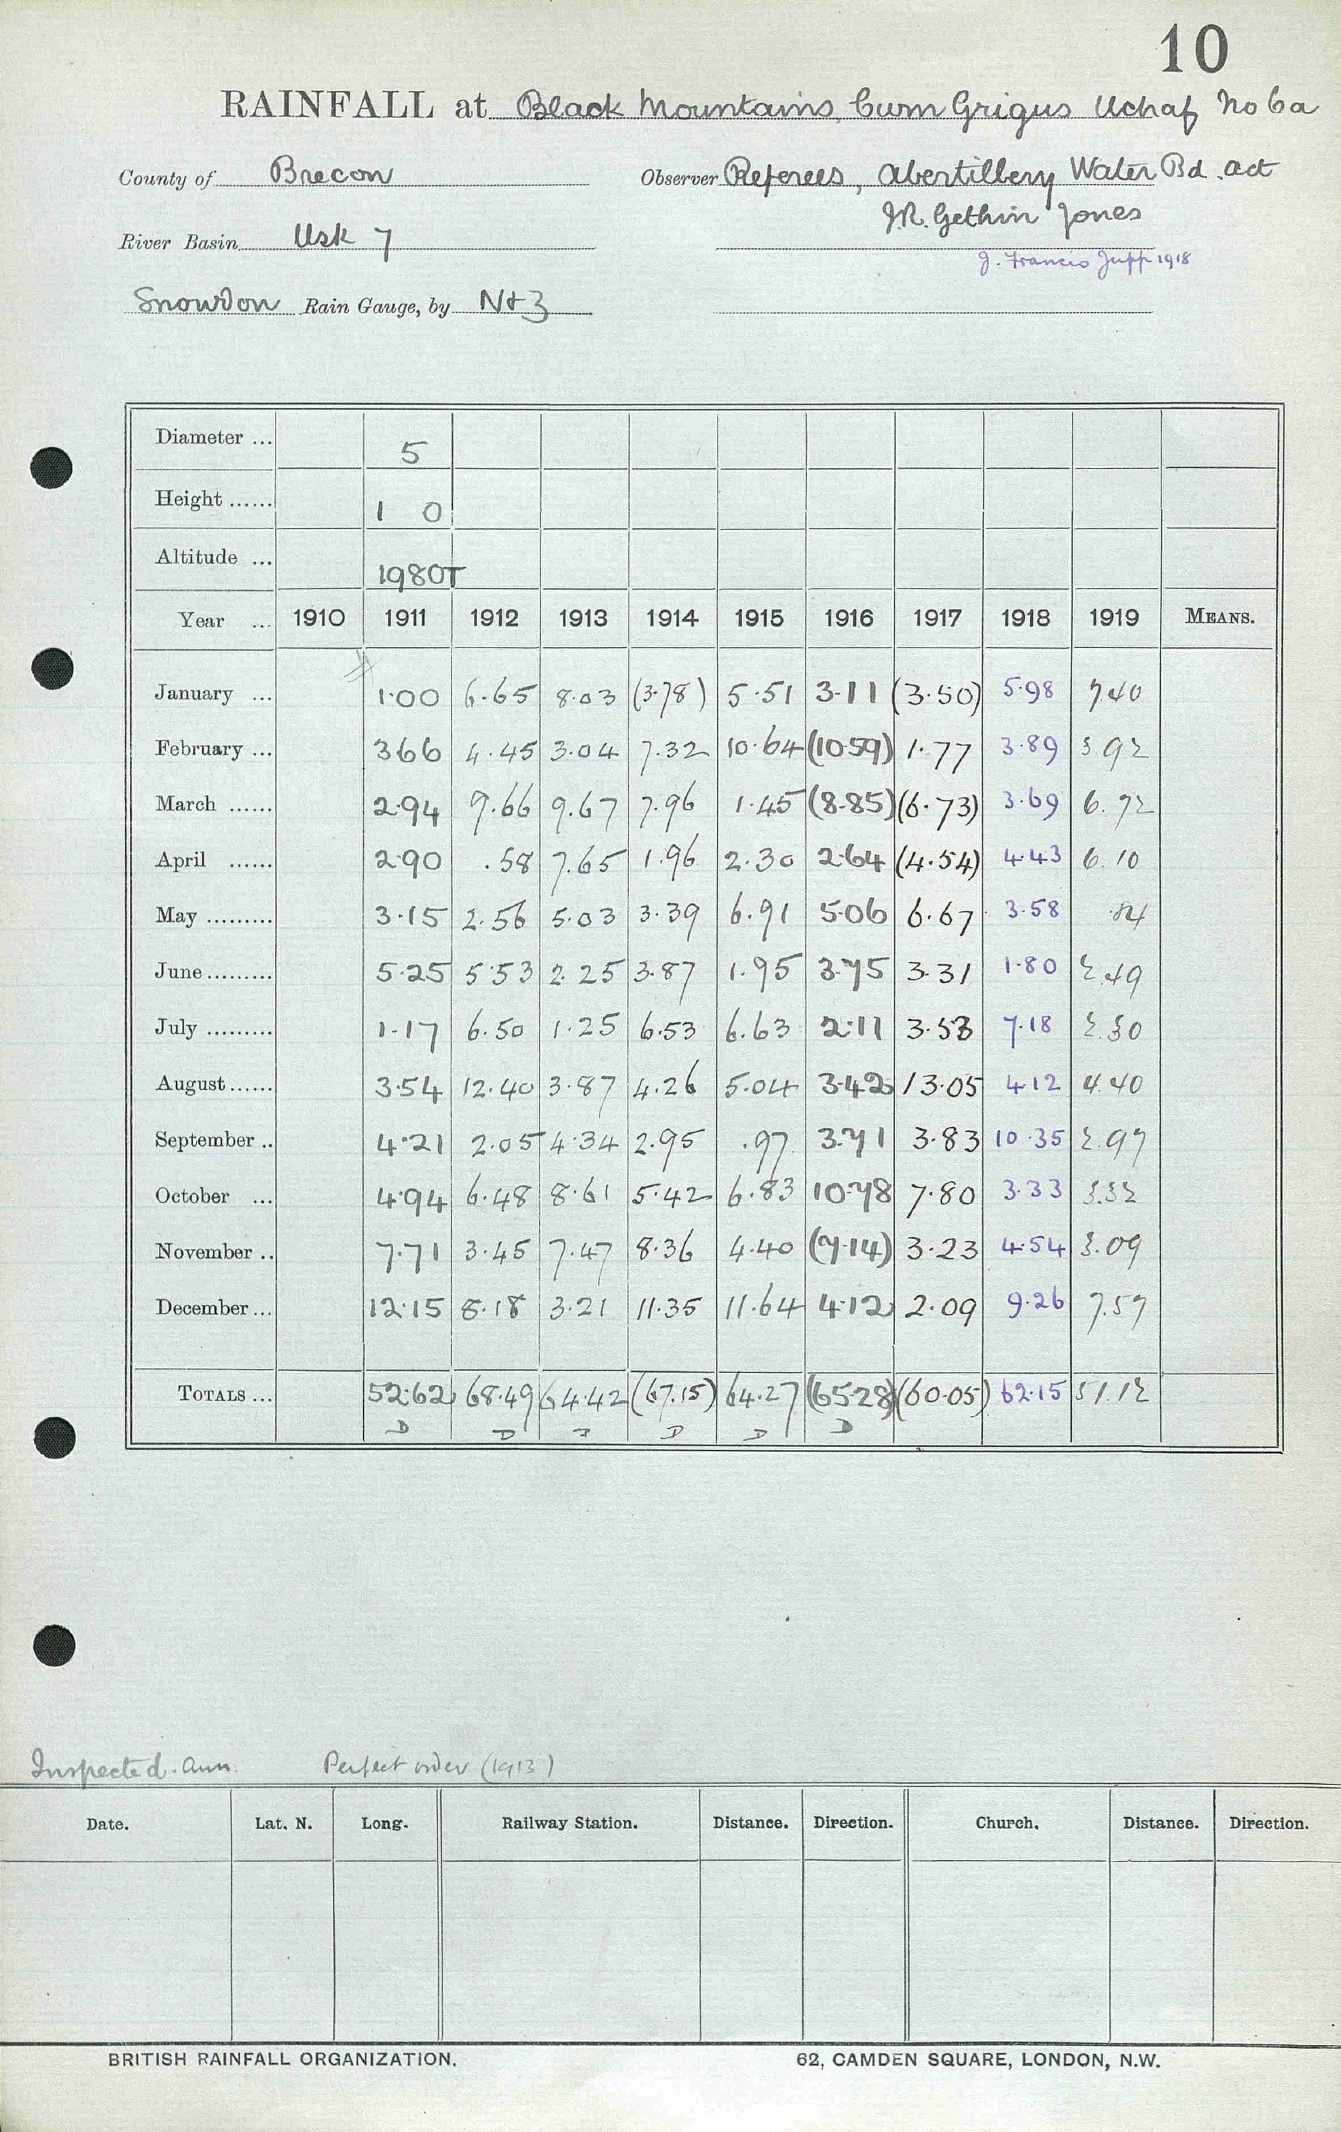 10
RAINFALL at Black Mountains, Cwm Grigus Uchaf No 6a
County of Brecon Observer Referees, Abertillery Water Bd. Act
J.R. Gethin Jones
River Basin Usk 7
J. Francis Jupp 1918
Snowdon Rain Gauge, by N+Z
Diameter ... 5
Height ...... 1 0
Altitude ... 1980T
Year ... 1910 1911 1912 1913 1914 1915 1916 1917 1918 1919 MEANS.
January ... 1.00 6.65 8.03 (3.78) 5.51 3.11 (3.50) 5.98 7.40
February ... 3.66 4.45 3.04 7.32 10.64 (10.59) 1.77 3.89 3.92
March ...... 2.94 9.66 9.67 7.96 1.45 (8.85) (6.73) 3.69 6.72
April ...... 2.90 .58 7.65 1.96 2.30 2.64 (4.54) 4.43 6.10
May ......... 3.15 2.56 5.03 3.39 6.91 5.06 6.67 3.58 .84
June ......... 5.25 5.53 2.25 3.87 1.95 3.75 3.31 1.80 2.49
July ......... 1.17 6.50 1.25 6.53 6.63 2.11 3.53 7.18 2.30
August ...... 3.54 12.40 3.87 4.26 5.04 3.42 13.05 4.12 4.40
September .. 4.21 2.05 4.34 2.95 .97 3.71 3.83 10.35 2.97
October ... 4.94 6.48 8.61 5.42 6.83 10.78 7.80 3.33 3.32
November .. 7.71 3.45 7.47 8.36 4.40 (7.14) 3.23 4.54 3.09
December ... 12.15 8.18 3.21 11.35 11.64 4.12 2.09 9.26 7.57
TOTALS ... 52.62 68.49 64.42 (67.15) 64.27 (65.28) (60.05) 62.15 51.12
D D D D D D
Inspected. Ann. Perfect order (1913)
Date. Lat. N. Long. Railway Station. Distance. Direction. Church. Distance. Direction.
BRITISH RAINFALL ORGANIZATION. 62, CAMDEN SQUARE, LONDON, N.W.